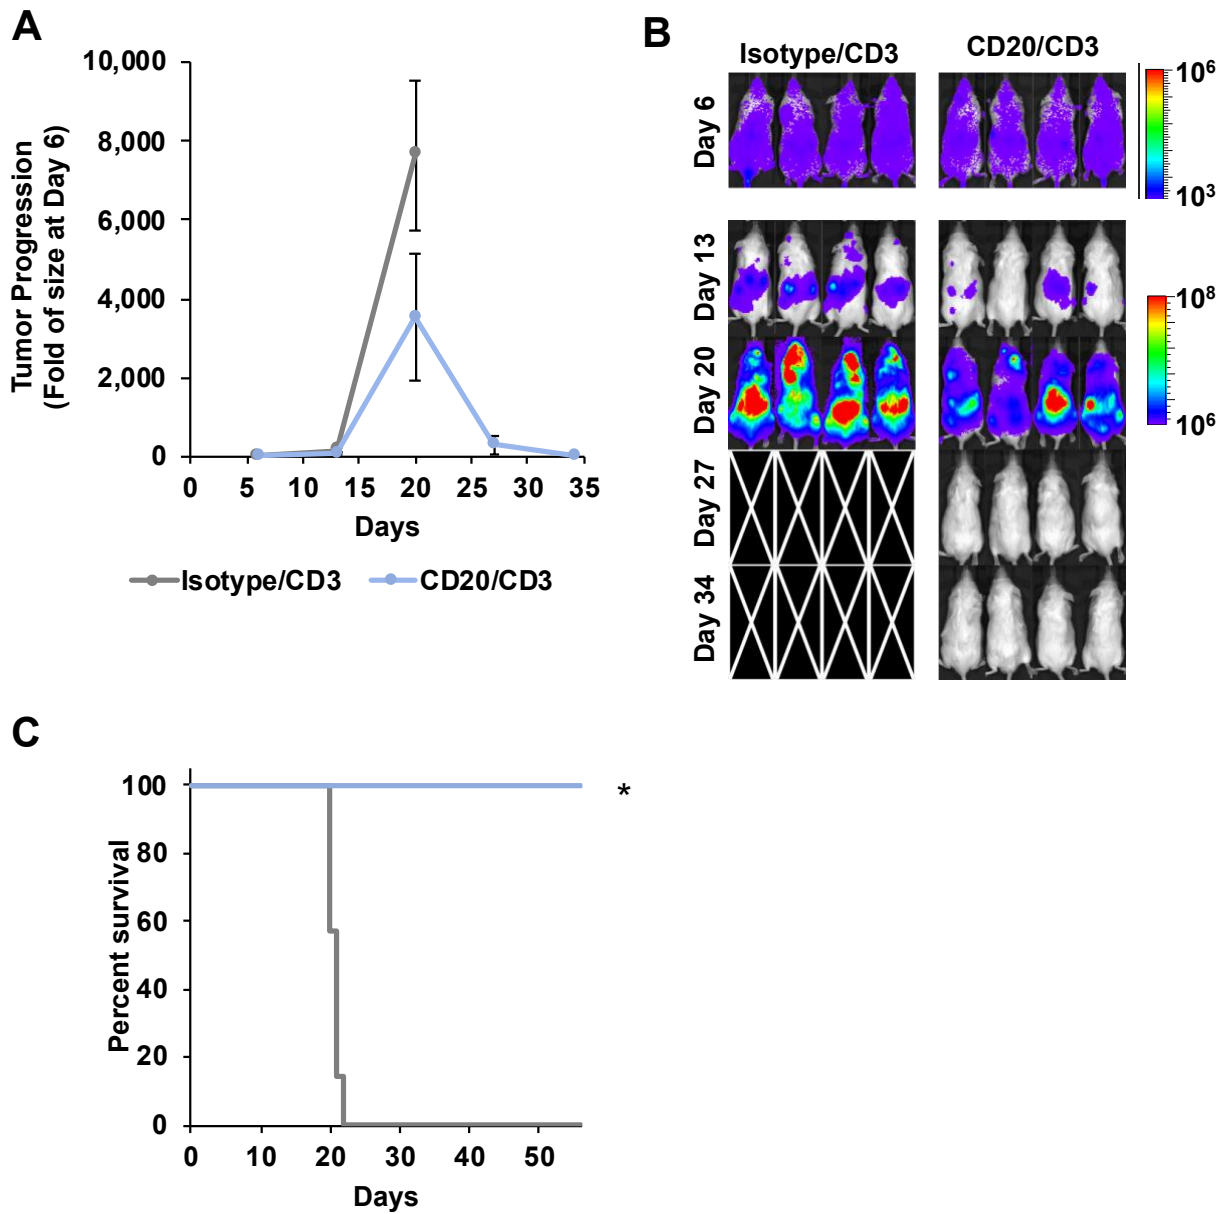 A
Tumor Progression
(Fold of size at Day 6)
10,000
8,000
6,000
4,000
2,000
0
0 5 10 15 20 25 30 35
Days
Isotype/CD3 CD20/CD3
B
Isotype/CD3 CD20/CD3
Day 6
10⁶
10³
Day 13
Day 20
10⁸
10⁶
Day 27
Day 34
C
Percent survival
100
80
60
40
20
0
*
0 10 20 30 40 50
Days